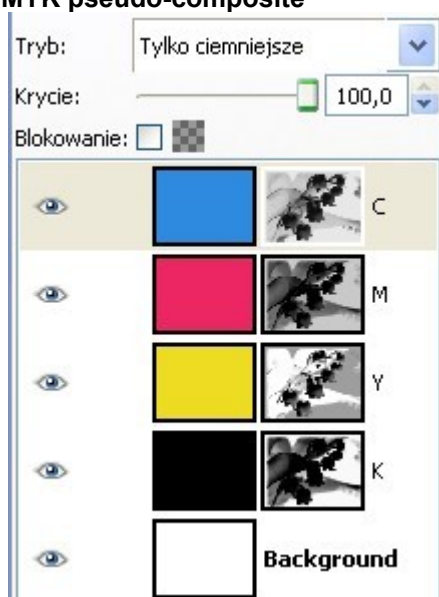 MYK pseudo-composite
Tryb: Tylko ciemniejsze
Krycie: 100,0
Blokowanie:
C
M
Y
K
Background